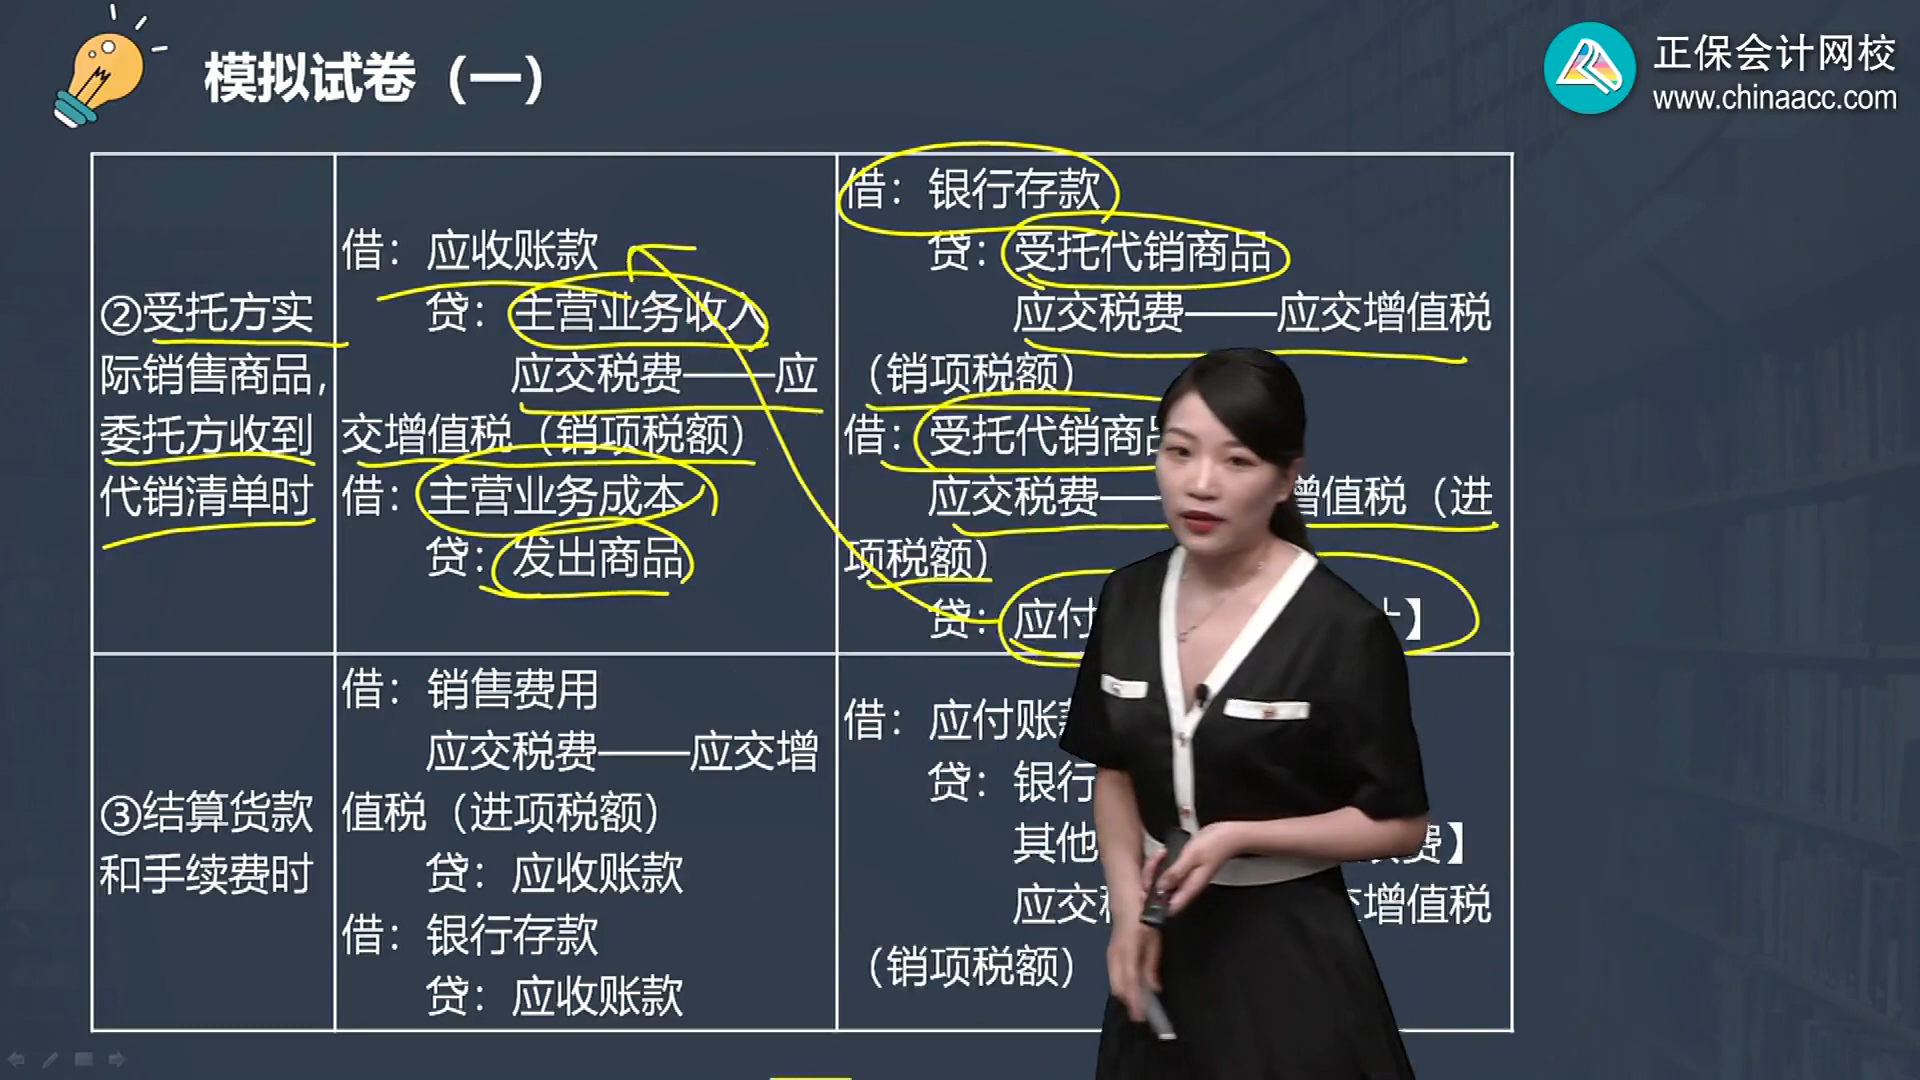 模拟试卷（一）
正保会计网校
www.chinaacc.com
②受托方实
际销售商品，
委托方收到
代销清单时
借：应收账款
贷：主营业务收入
应交税费——应
交增值税（销项税额）
借：主营业务成本
贷：发出商品
借：银行存款
贷：受托代销商品
应交税费——应交增值税
（销项税额）
借：受托代销商品
应交税费—
增值税（进
项税额）
贷：应付
】
③结算货款
和手续费时
借：销售费用
应交税费——应交增
值税（进项税额）
贷：应收账款
借：银行存款
贷：应收账款
借：应付账
贷：银行
其他
费】
应交
增值税
（销项税额）